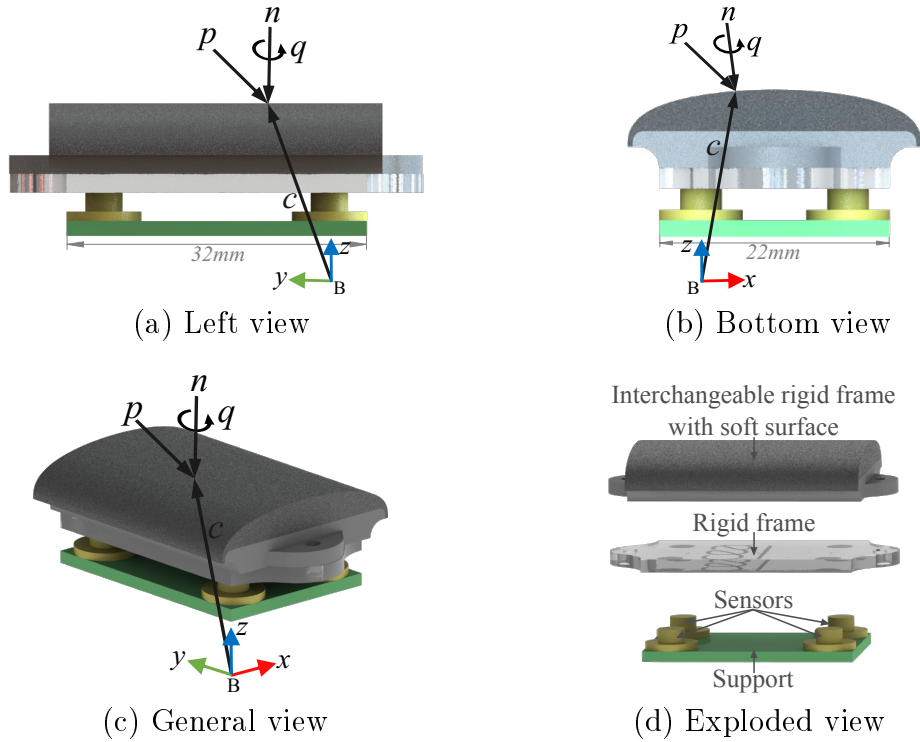 n
p
q
c
32mm
z
y
B
(a) Left view
n
p
q
c
z
22mm
B
x
(b) Bottom view
n
p
q
c
z
y
x
B
(c) General view
Interchangeable rigid frame
with soft surface
Rigid frame
Sensors
Support
(d) Exploded view